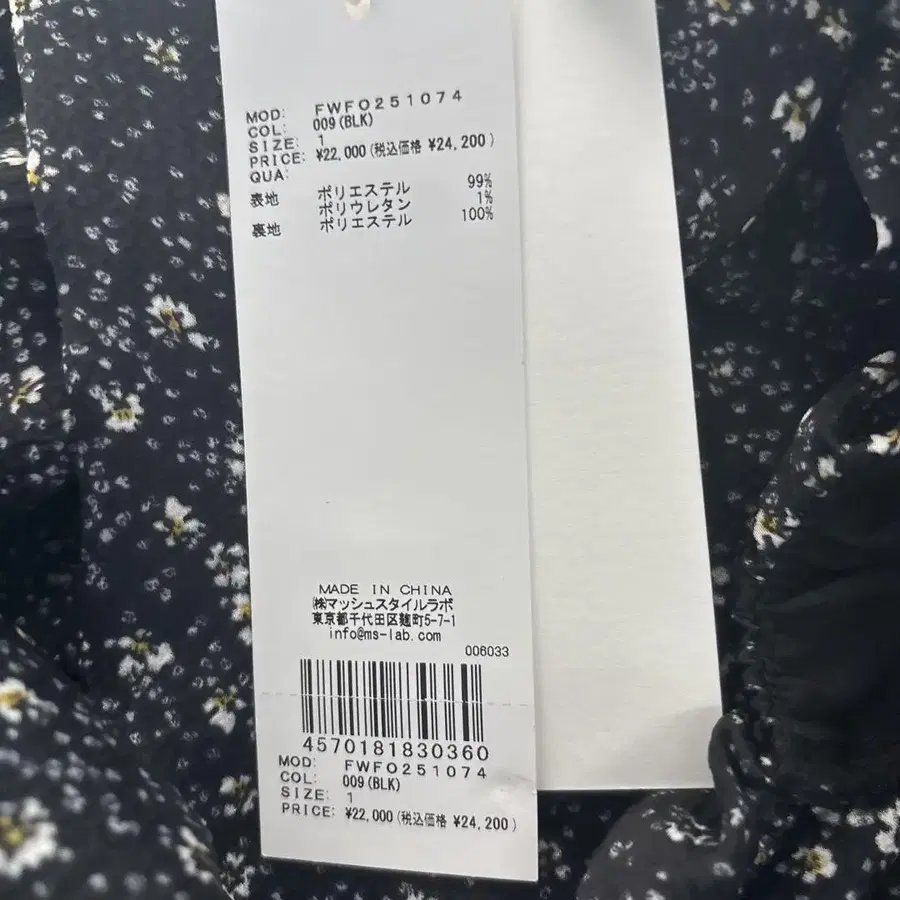 MOD: FWFO251074
COL: 009(BLK)
SIZE: 1
PRICE: ¥22,000(税込価格 ¥24,200)
QUA:
表地 ポリエステル 99%
ポリウレタン 1%
裏地 ポリエステル 100%
MADE IN CHINA
㈱マッシュスタイルラボ
東京都千代田区麹町5-7-1
info@ms-lab.com
006033
4570181830360
MOD: FWFO251074
COL: 009(BLK)
SIZE: 1
PRICE: ¥22,000(税込価格 ¥24,200)